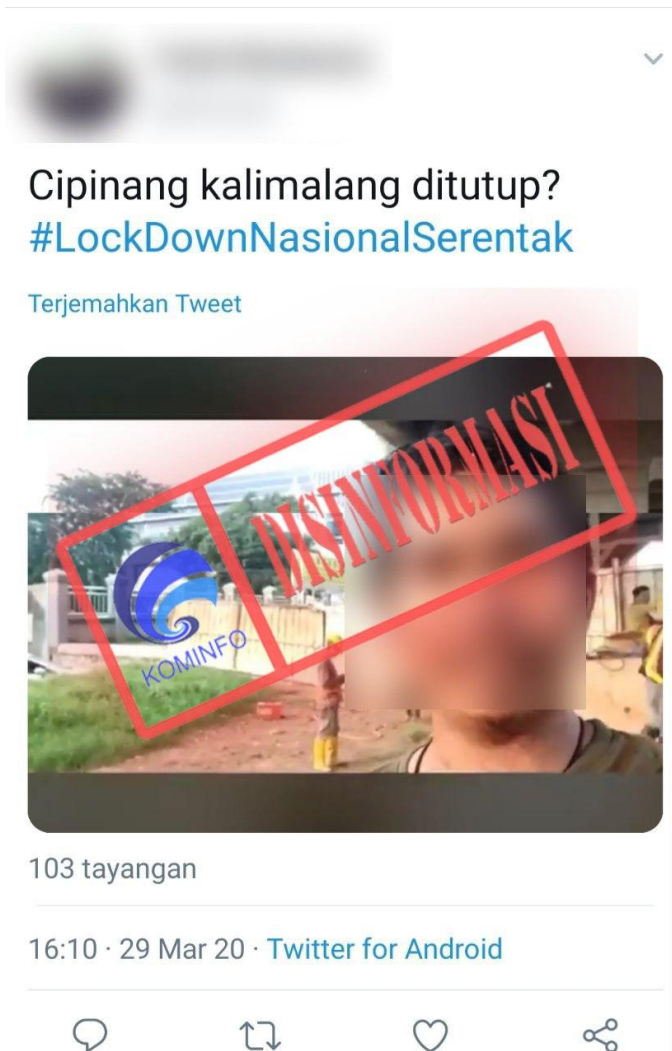 Cipinang kalimalang ditutup?
#LockDownNasionalSerentak
Terjemahkan Tweet
DISINFORMASI
KOMINFO
103 tayangan
16:10 · 29 Mar 20 · Twitter for Android